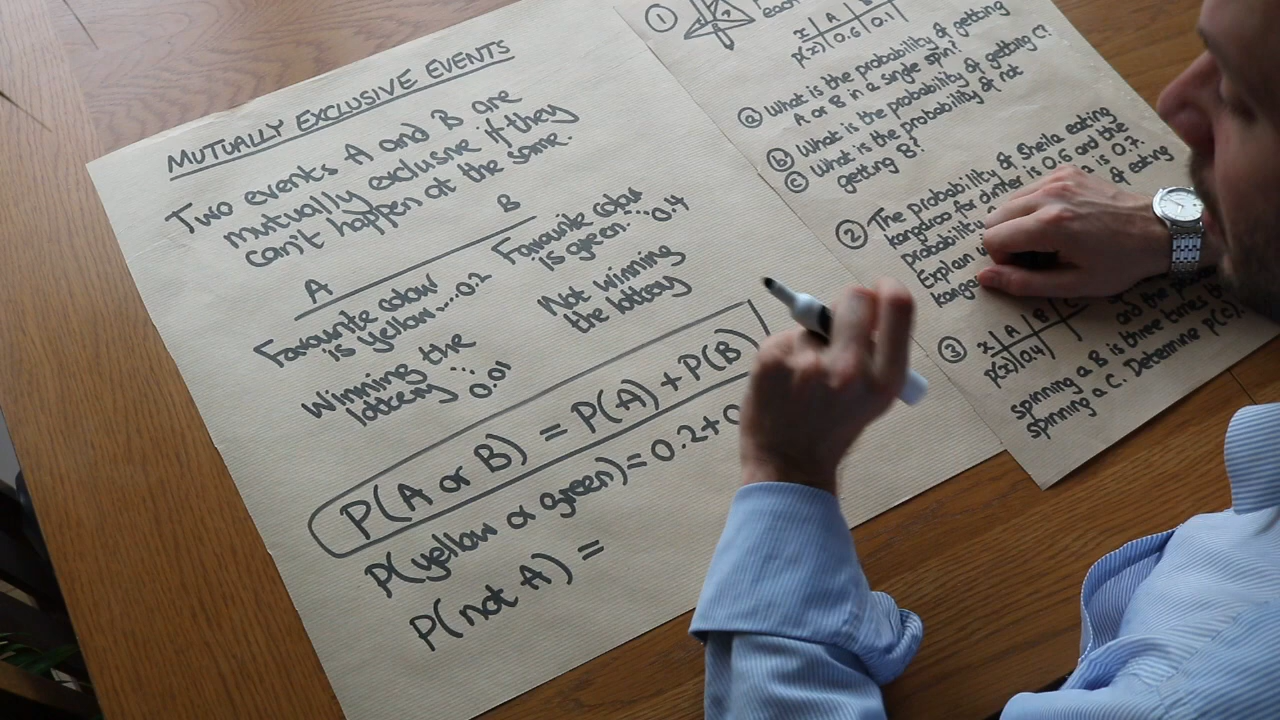 MUTUALLY EXCLUSIVE EVENTS
Two events A and B are
mutually exclusive if they
can't happen at the same.
A B
Favourite colour
is yellow....0.2
Favourite colour
is green...0.4
Winning the
lottery ...
0.01
Not winning
the lottery
P(A or B) = P(A) + P(B)
P(yellow or green) = 0.2+0
P(not A) =
① each
x A B
p(x) 0.6 0.1
ⓐ What is the probability of getting
A or B in a single spin?
ⓑ What is the probability of getting C?
ⓒ What is the probability of not
getting B?
② The probability of Sheila eating
kangaroo for dinner is 0.6 and the
probability is 0.7.
Explain of eating
kanga
③ x A B C
p(x) 0.4
and the
spinning a B is three times
spinning a C. Determine P(C).